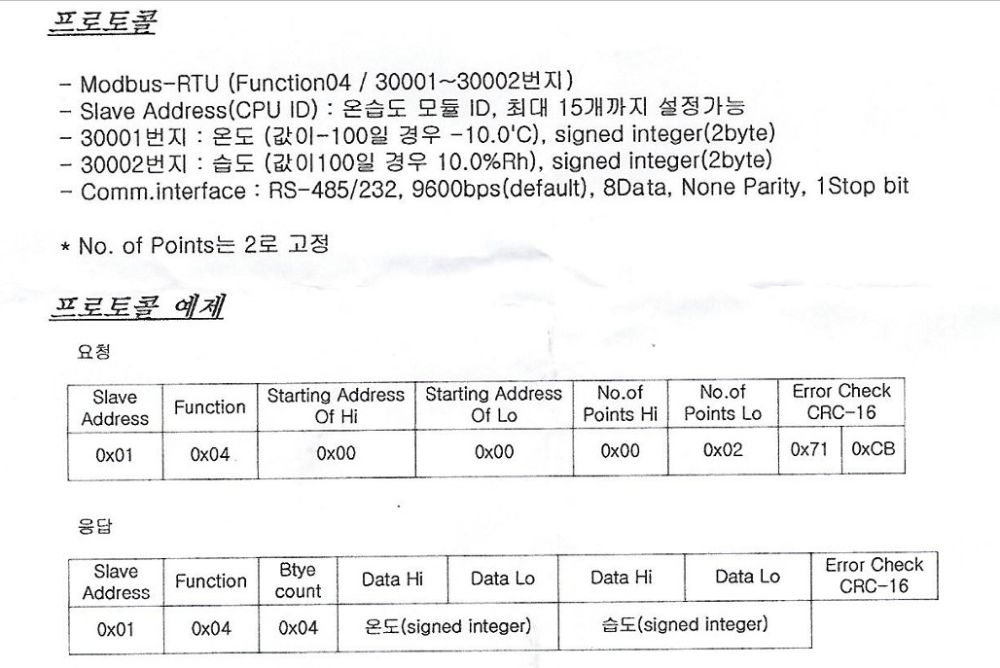 프로토콜
- Modbus-RTU (Function04 / 30001~30002번지)
- Slave Address(CPU ID) : 온습도 모듈 ID, 최대 15개까지 설정가능
- 30001번지 : 온도 (값이-100일 경우 -10.0'C), signed integer(2byte)
- 30002번지 : 습도 (값이100일 경우 10.0%Rh), signed integer(2byte)
- Comm.interface : RS-485/232, 9600bps(default), 8Data, None Parity, 1Stop bit
* No. of Points는 2로 고정
프로토콜 예제
요청
Slave Address Function Starting Address Of Hi Starting Address Of Lo No.of Points Hi No.of Points Lo Error Check CRC-16
0x01 0x04 0x00 0x00 0x00 0x02 0x71 0xCB
응답
Slave Address Function Btye count Data Hi Data Lo Data Hi Data Lo Error Check CRC-16
0x01 0x04 0x04 온도(signed integer) 습도(signed integer)